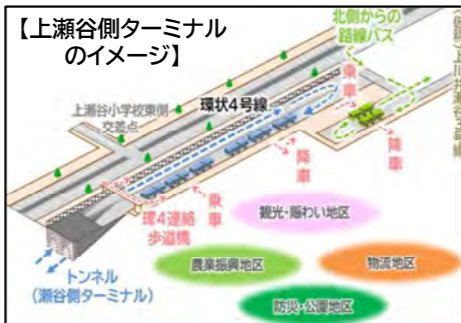 【上瀬谷側ターミナル
のイメージ】
北側からの
路線バス
乗車
降車
環状4号線
上瀬谷小学校東側
交差点
降車
乗車
環4連絡
歩道橋
トンネル
(瀬谷側ターミナル)
観光・賑わい地区
農業振興地区
物流地区
防災・公園地区